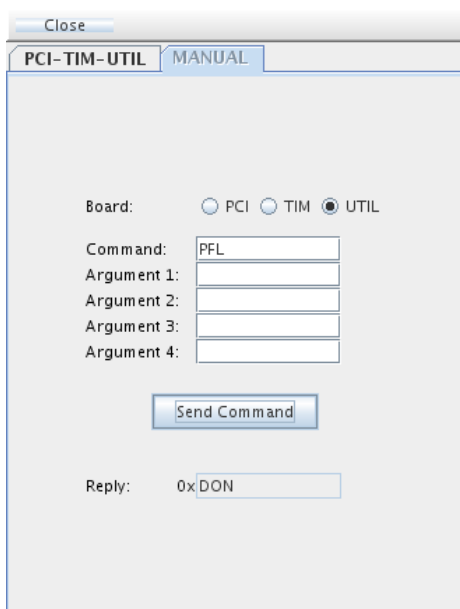 Close
PCI-TIM-UTIL MANUAL
Board: PCI TIM UTIL
Command: PFL
Argument 1:
Argument 2:
Argument 3:
Argument 4:
Send Command
Reply: 0x DON